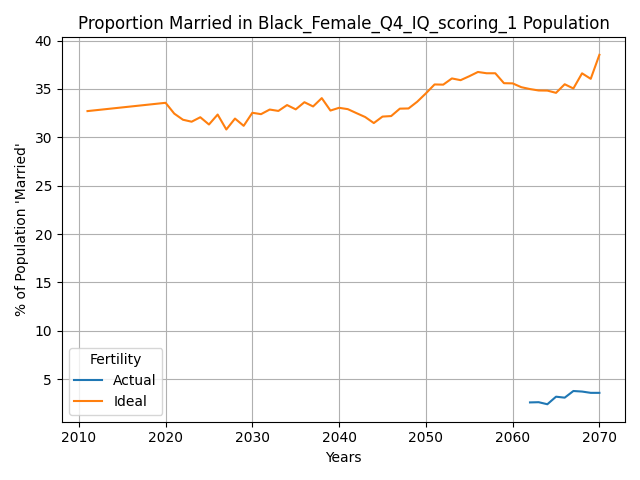 Proportion Married in Black_Female_Q4_IQ_scoring_1 Population
40
35
30
25
20
15
10
5
% of Population 'Married'
Fertility
Actual
Ideal
2010 2020 2030 2040 2050 2060 2070
Years